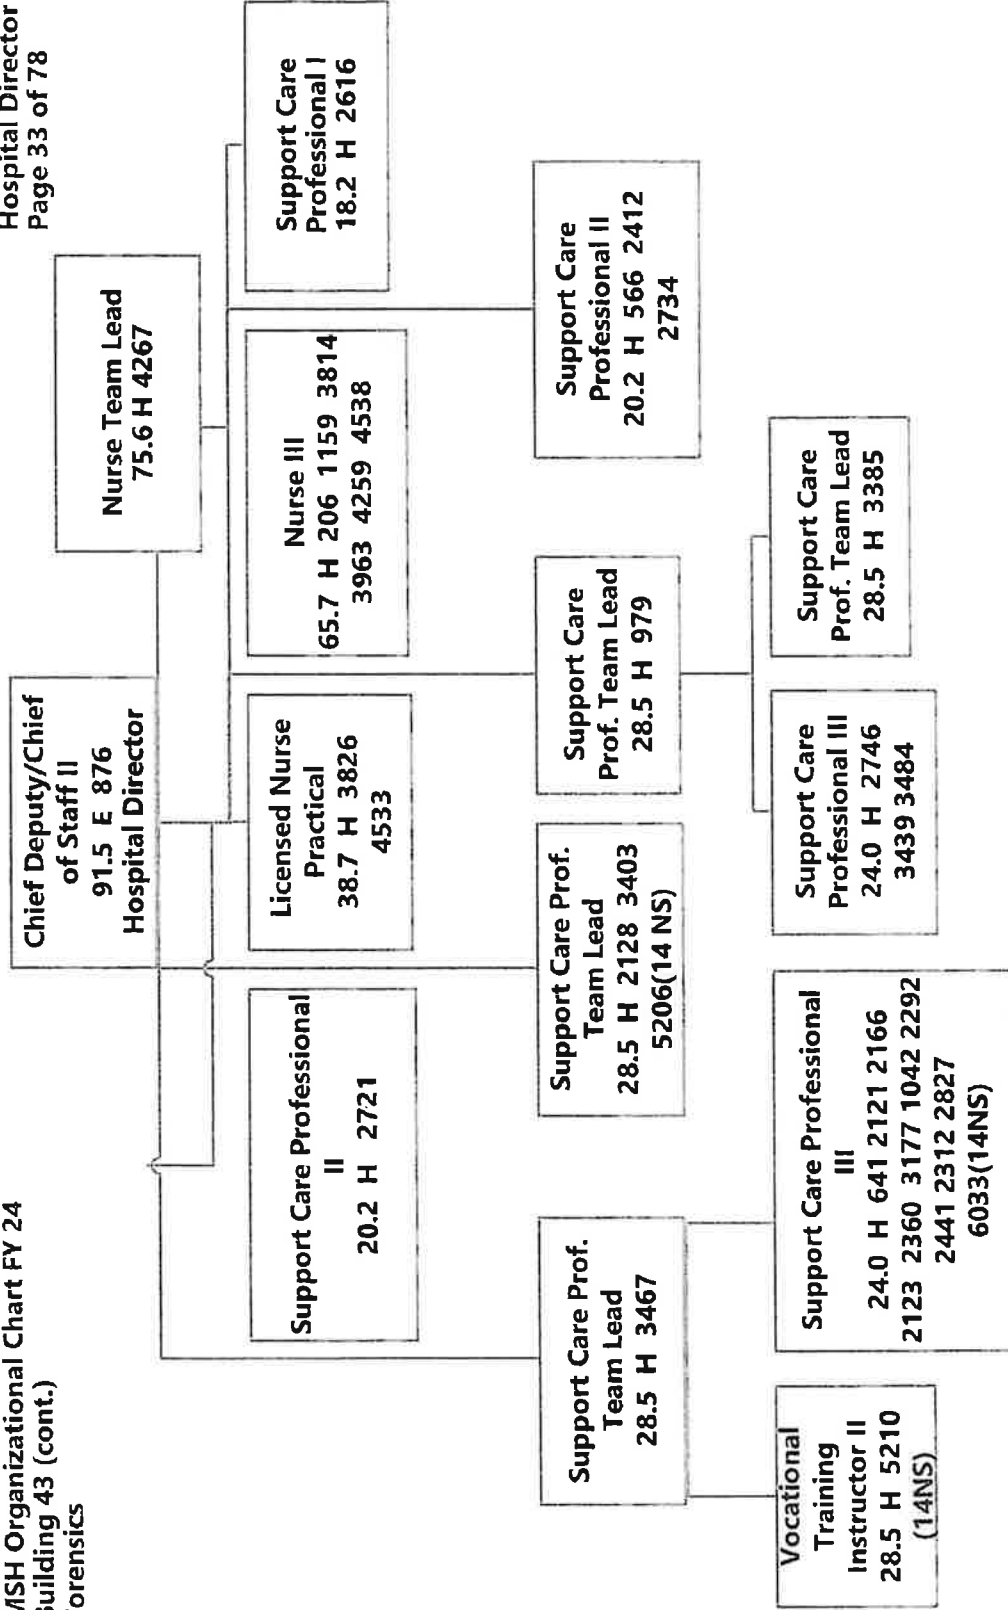 MSH Organizational Chart FY 24
Building 43 (cont.)
Forensics
Hospital Director
Page 33 of 78
Chief Deputy/Chief
of Staff II
91.5 E 876
Hospital Director
Nurse Team Lead
75.6 H 4267
Support Care Professional
II
20.2 H 2721
Licensed Nurse
Practical
38.7 H 3826
4533
Nurse III
65.7 H 206 1159 3814
3963 4259 4538
Support Care
Professional I
18.2 H 2616
Support Care Prof.
Team Lead
28.5 H 3467
Support Care Prof.
Team Lead
28.5 H 2128 3403
5206(14 NS)
Support Care
Prof. Team Lead
28.5 H 979
Support Care
Professional II
20.2 H 566 2412
2734
Vocational
Training
Instructor II
28.5 H 5210
(14NS)
Support Care Professional
III
24.0 H 641 2121 2166
2123 2360 3177 1042 2292
2441 2312 2827
6033(14NS)
Support Care
Professional III
24.0 H 2746
3439 3484
Support Care
Prof. Team Lead
28.5 H 3385